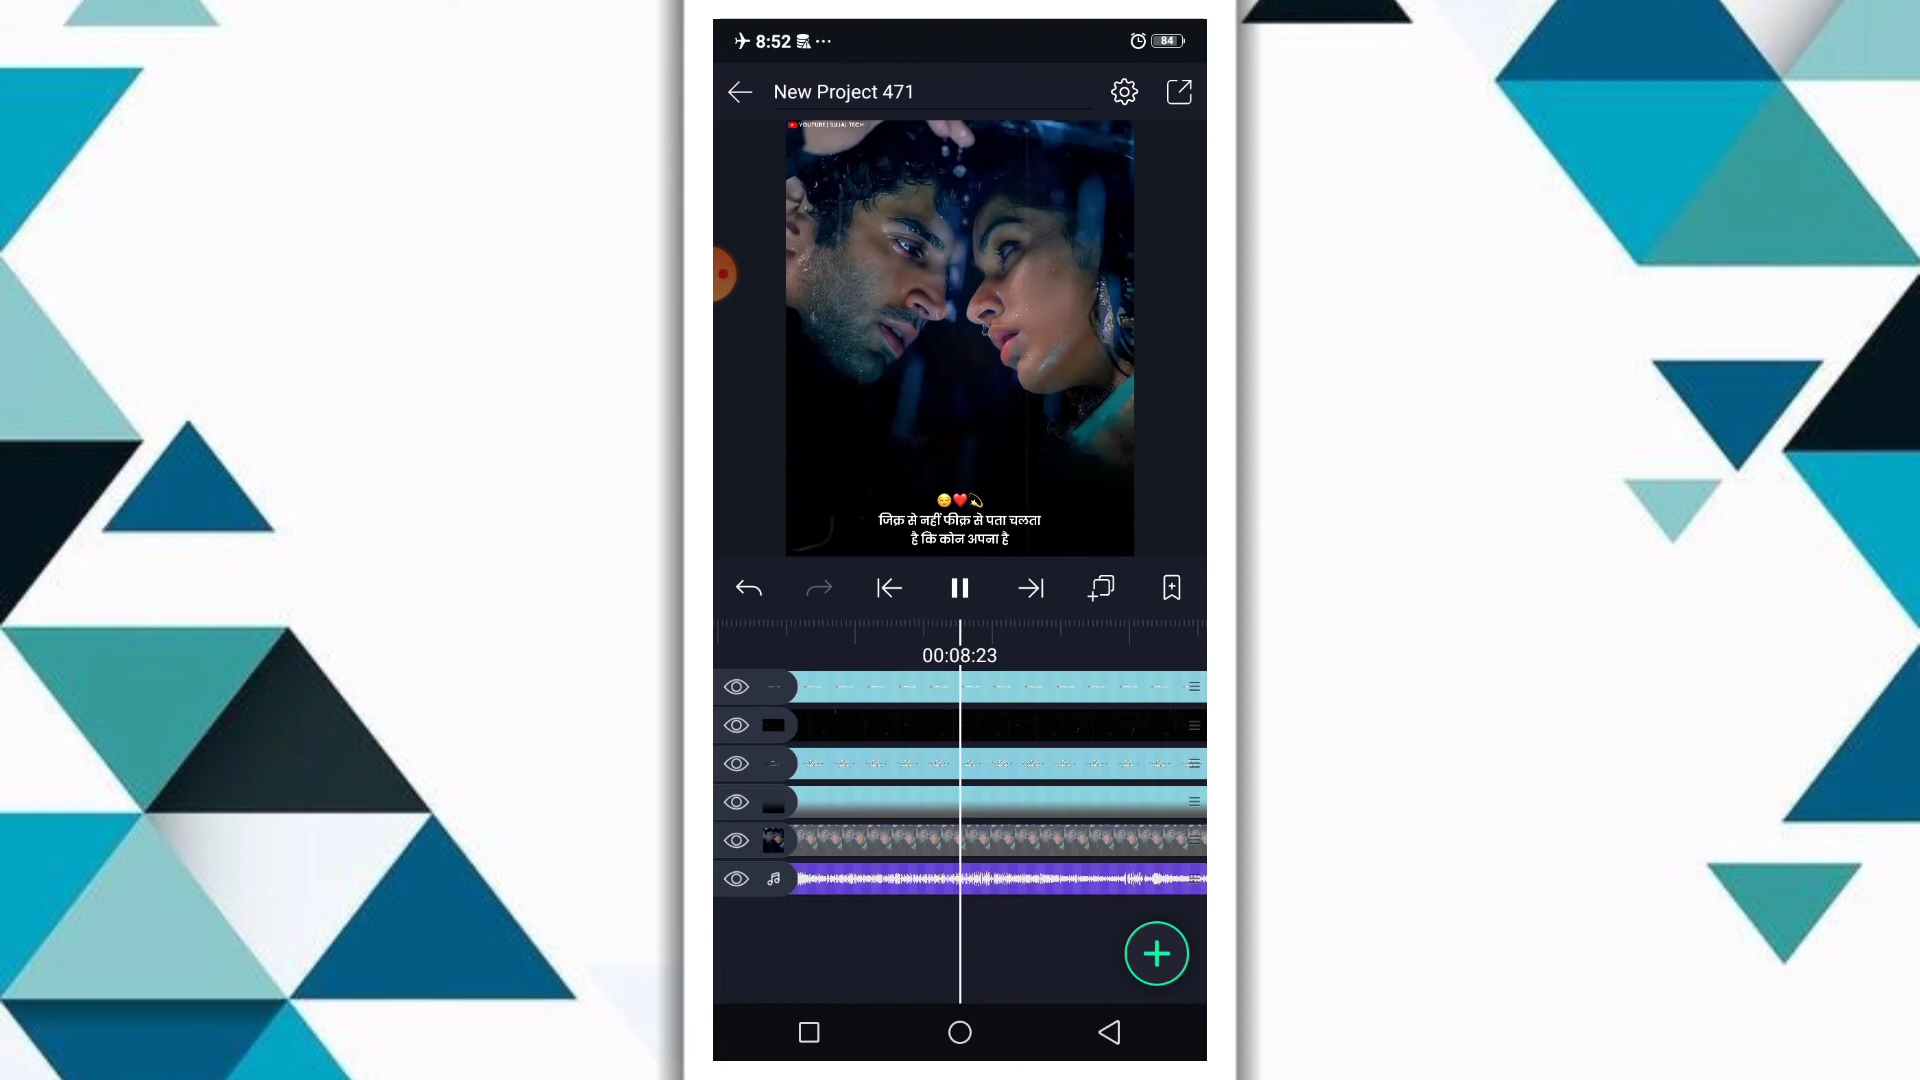 8:52
84
New Project 471
YOUTUBE | SUJAL TECH
😔❤️💫
जिक्र से नहीं फीक्र से पता चलता
है कि कोन अपना है
00:08:23